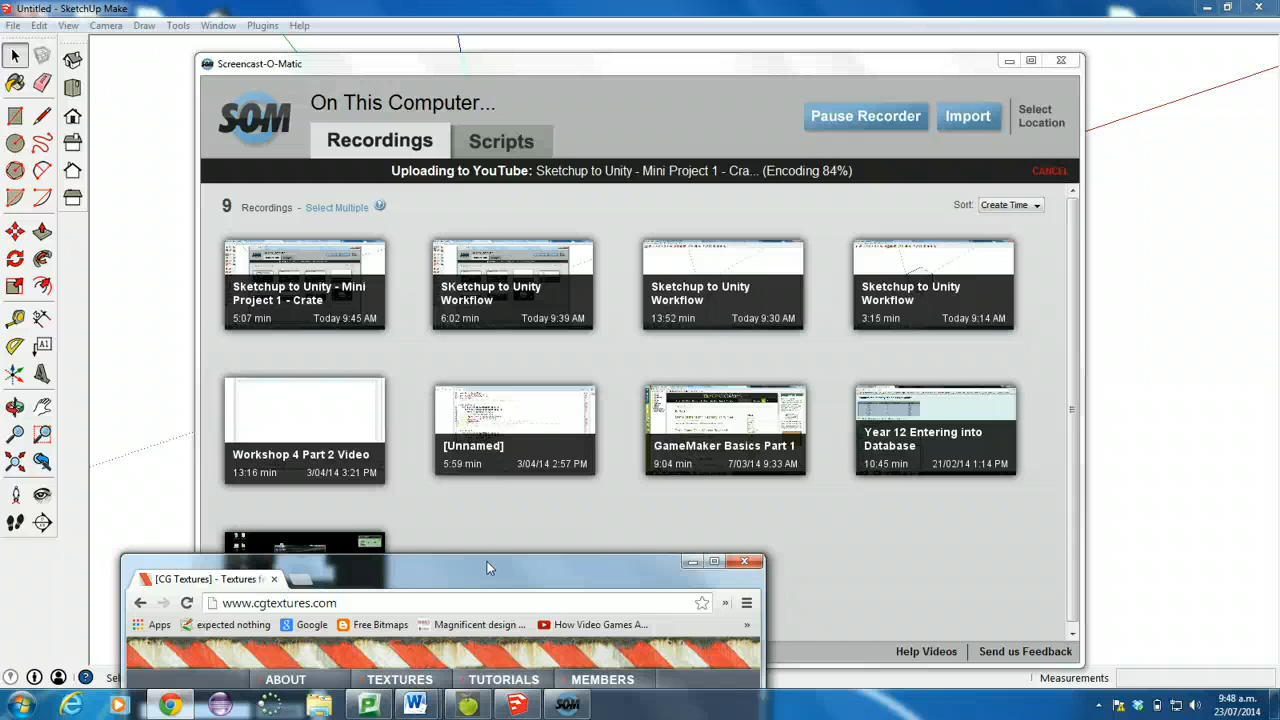 Untitled - SketchUp Make
File Edit View Camera Draw Tools Window Plugins Help
Screencast-O-Matic
SOM
On This Computer...
Recordings
Scripts
Pause Recorder
Import
Select
Location
Uploading to YouTube: Sketchup to Unity - Mini Project 1 - Cra... (Encoding 84%)
CANCEL
9 Recordings - Select Multiple
Sort: Create Time
Sketchup to Unity - Mini
Project 1 - Crate
5:07 min Today 9:45 AM
SKetchup to Unity
Workflow
6:02 min Today 9:39 AM
Sketchup to Unity
Workflow
13:52 min Today 9:30 AM
Sketchup to Unity
Workflow
3:15 min Today 9:14 AM
Workshop 4 Part 2 Video
13:16 min 3/04/14 3:21 PM
[Unnamed]
5:59 min 3/04/14 2:57 PM
GameMaker Basics Part 1
9:04 min 7/03/14 9:33 AM
Year 12 Entering into
Database
10:45 min 21/02/14 1:14 PM
[CG Textures] - Textures f
www.cgtextures.com
Apps expected nothing Google Free Bitmaps Magnificent design ... How Video Games A... »
ABOUT TEXTURES TUTORIALS MEMBERS
Help Videos Send us Feedback
Sel
Measurements
SOM
9:48 a.m.
23/07/2014